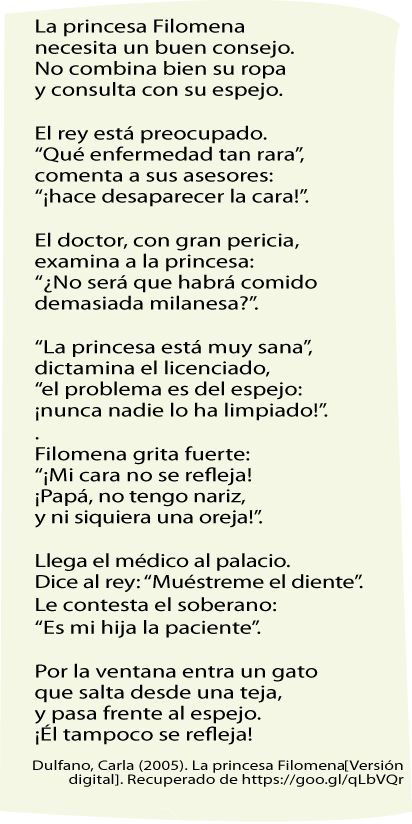 La princesa Filomena
necesita un buen consejo.
No combina bien su ropa
y consulta con su espejo.

El rey está preocupado.
“Qué enfermedad tan rara”,
comenta a sus asesores:
“¡hace desaparecer la cara!”.

El doctor, con gran pericia,
examina a la princesa:
“¿No será que habrá comido
demasiada milanesa?”.

“La princesa está muy sana”,
dictamina el licenciado,
“el problema es del espejo:
¡nunca nadie lo ha limpiado!”.
.
Filomena grita fuerte:
“¡Mi cara no se refleja!
¡Papá, no tengo nariz,
y ni siquiera una oreja!”.

Llega el médico al palacio.
Dice al rey: “Muéstreme el diente”.
Le contesta el soberano:
“Es mi hija la paciente”.

Por la ventana entra un gato
que salta desde una teja,
y pasa frente al espejo.
¡Él tampoco se refleja!
Dulfano, Carla (2005). La princesa Filomena[Versión
digital]. Recuperado de https://goo.gl/qLbVQr